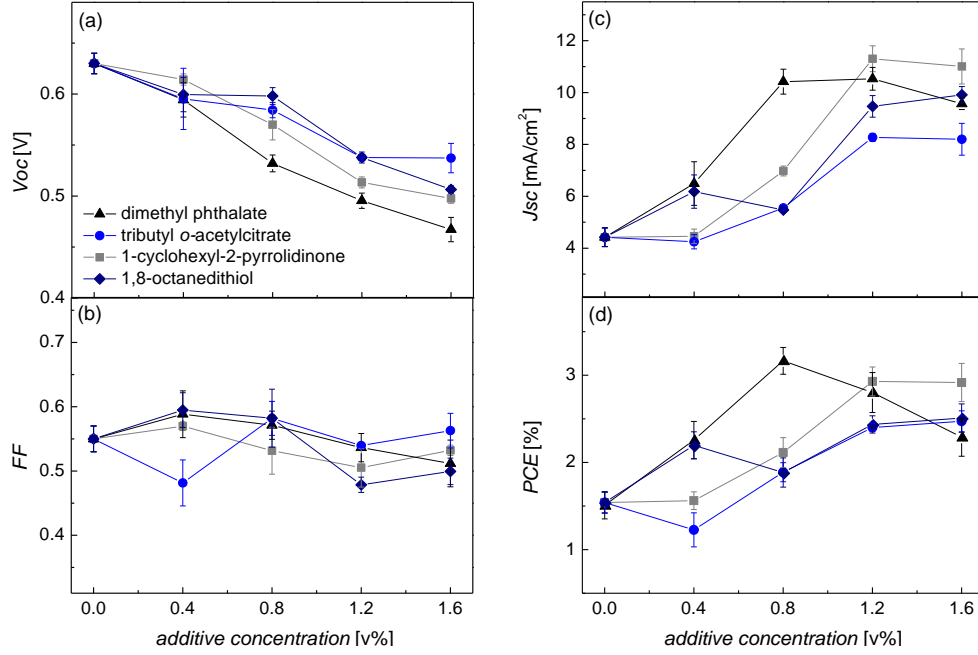 (a)
0.6
0.5
0.4
Voc [V]
dimethyl phthalate
tributyl o-acetylcitrate
1-cyclohexyl-2-pyrrolidinone
1,8-octanedithiol
(b)
0.7
0.6
0.5
0.4
FF
0.0 0.4 0.8 1.2 1.6
additive concentration [v%]
(c)
12
10
8
6
4
Jsc [mA/cm²]
(d)
3
2
1
PCE[%]
0.0 0.4 0.8 1.2 1.6
additive concentration [v%]